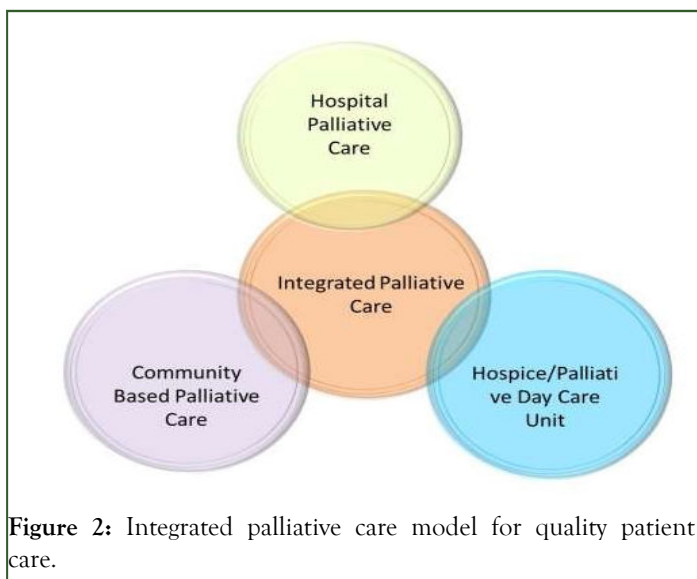 Hospital
Palliative
Care
Integrated Palliative
Care
Community
Based Palliative
Care
Hospice/Palliati
ve Day Care
Unit
Figure 2: Integrated palliative care model for quality patient
care.